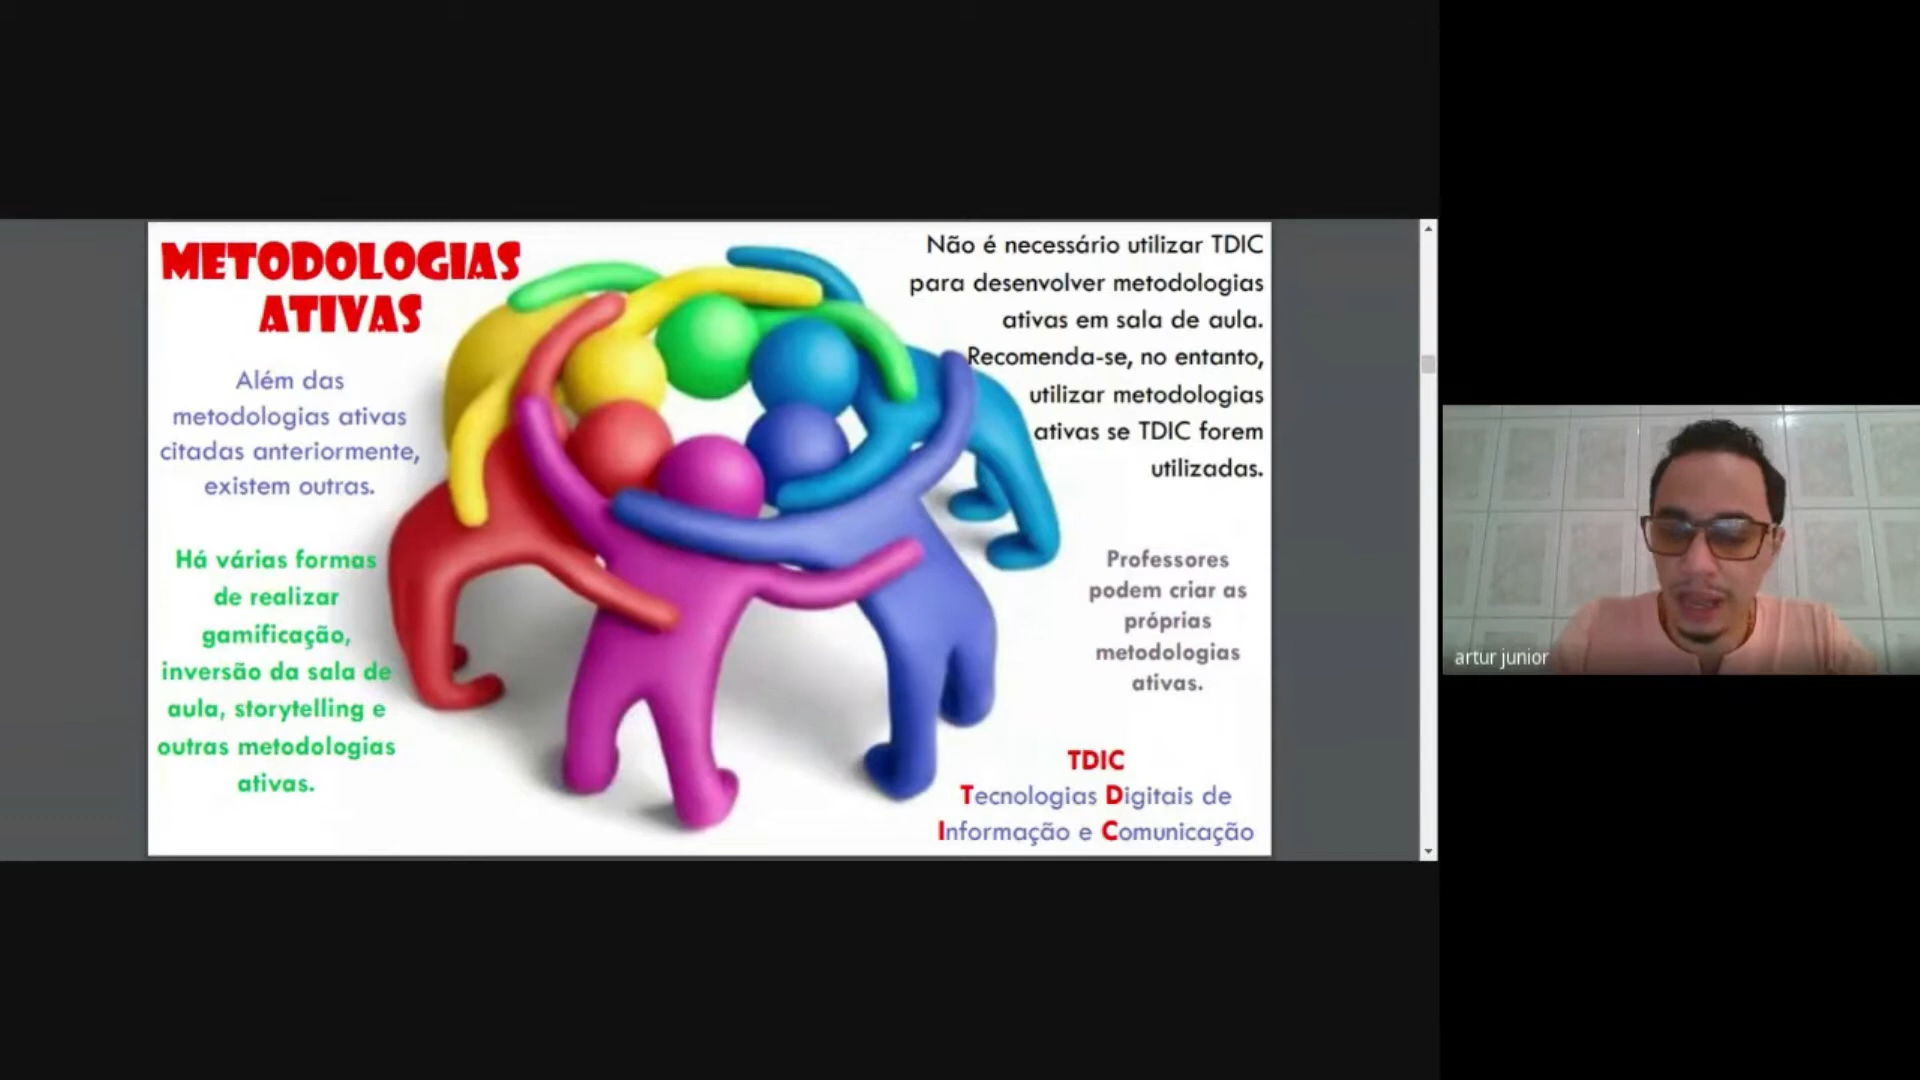 METODOLOGIAS
ATIVAS
Além das
metodologias ativas
citadas anteriormente,
existem outras.
Há várias formas
de realizar
gamificação,
inversão da sala de
aula, storytelling e
outras metodologias
ativas.
Não é necessário utilizar TDIC
para desenvolver metodologias
ativas em sala de aula.
Recomenda-se, no entanto,
utilizar metodologias
ativas se TDIC forem
utilizadas.
Professores
podem criar as
próprias
metodologias
ativas.
TDIC
Tecnologias Digitais de
Informação e Comunicação
artur junior